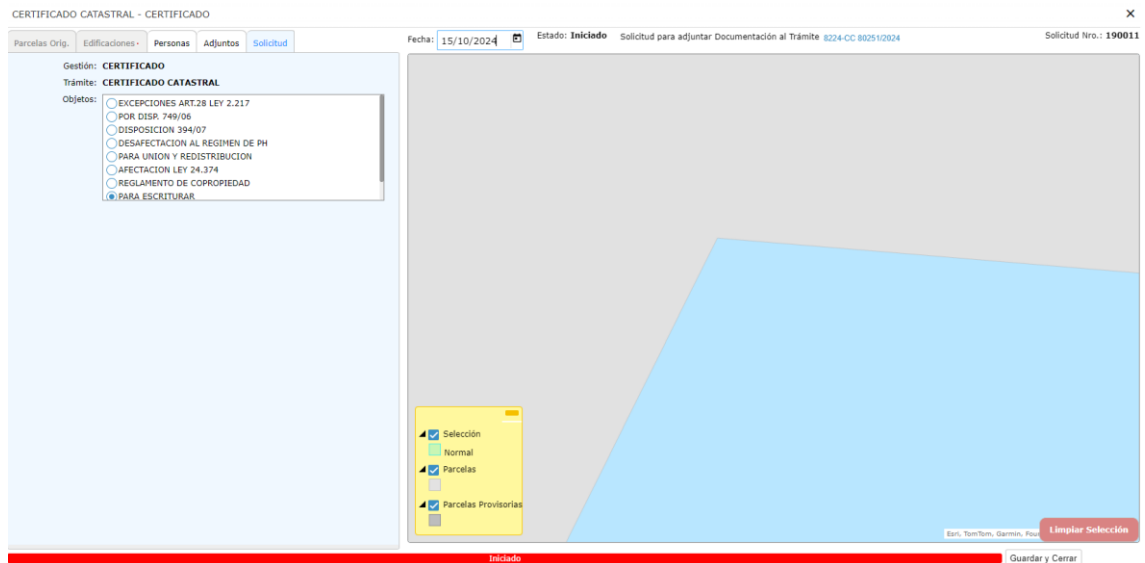 CERTIFICADO CATASTRAL - CERTIFICADO
Parcelas Orig. Edificaciones Personas Adjuntos Solicitud
Fecha: 15/10/2024 Estado: Iniciado Solicitud para adjuntar Documentación al Trámite 8224-CC 80251/2024 Solicitud Nro.: 190011
Gestión: CERTIFICADO
Trámite: CERTIFICADO CATASTRAL
Objetos: EXCEPCIONES ART.28 LEY 2.217
POR DISP. 749/06
DISPOSICION 394/07
DESAFECTACION AL REGIMEN DE PH
PARA UNION Y REDISTRIBUCION
AFECTACION LEY 24.374
REGLAMENTO DE COPROPIEDAD
PARA ESCRITURAR
Selección
Normal
Parcelas
Parcelas Provisorias
Esri, TomTom, Garmin,
Limpiar Selección
Iniciado
Guardar y Cerrar